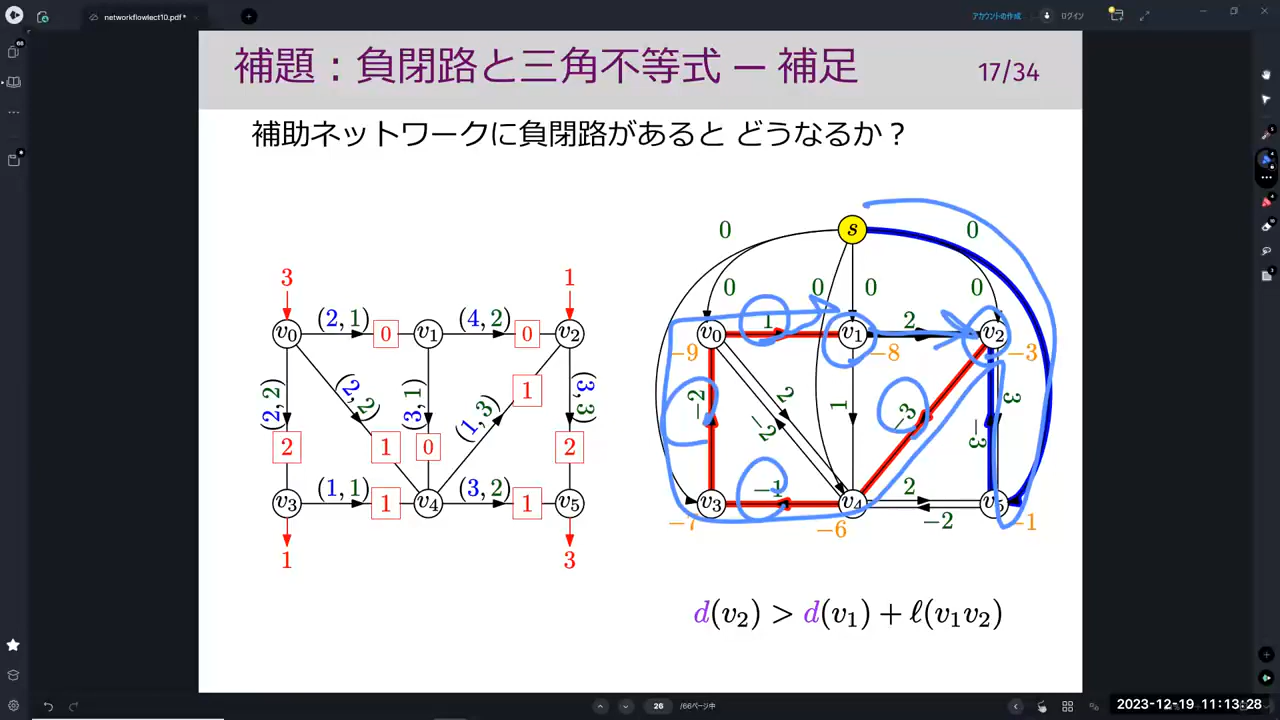 networkflowlect10.pdf*
アカウントの作成
ログイン
補題：負閉路と三角不等式 — 補足
17/34
補助ネットワークに負閉路があると どうなるか？
3
1
v0
(2, 1)
0
v1
(4, 2)
0
v2
(2, 2)
(2, 2)
(3, 1)
(1, 3)
1
(3, 3)
2
1
0
2
v3
(1, 1)
1
v4
(3, 2)
1
v5
1
3
s
0
0
0
0
0
0
v0
1
v1
2
v2
−9
−8
−3
−2
2
−2
1
−3
−3
3
v3
−1
v4
2
−2
−7
−6
−1
d(v2) > d(v1) + ℓ(v1v2)
26
/66ページ中
2023-12-19 11:13:28